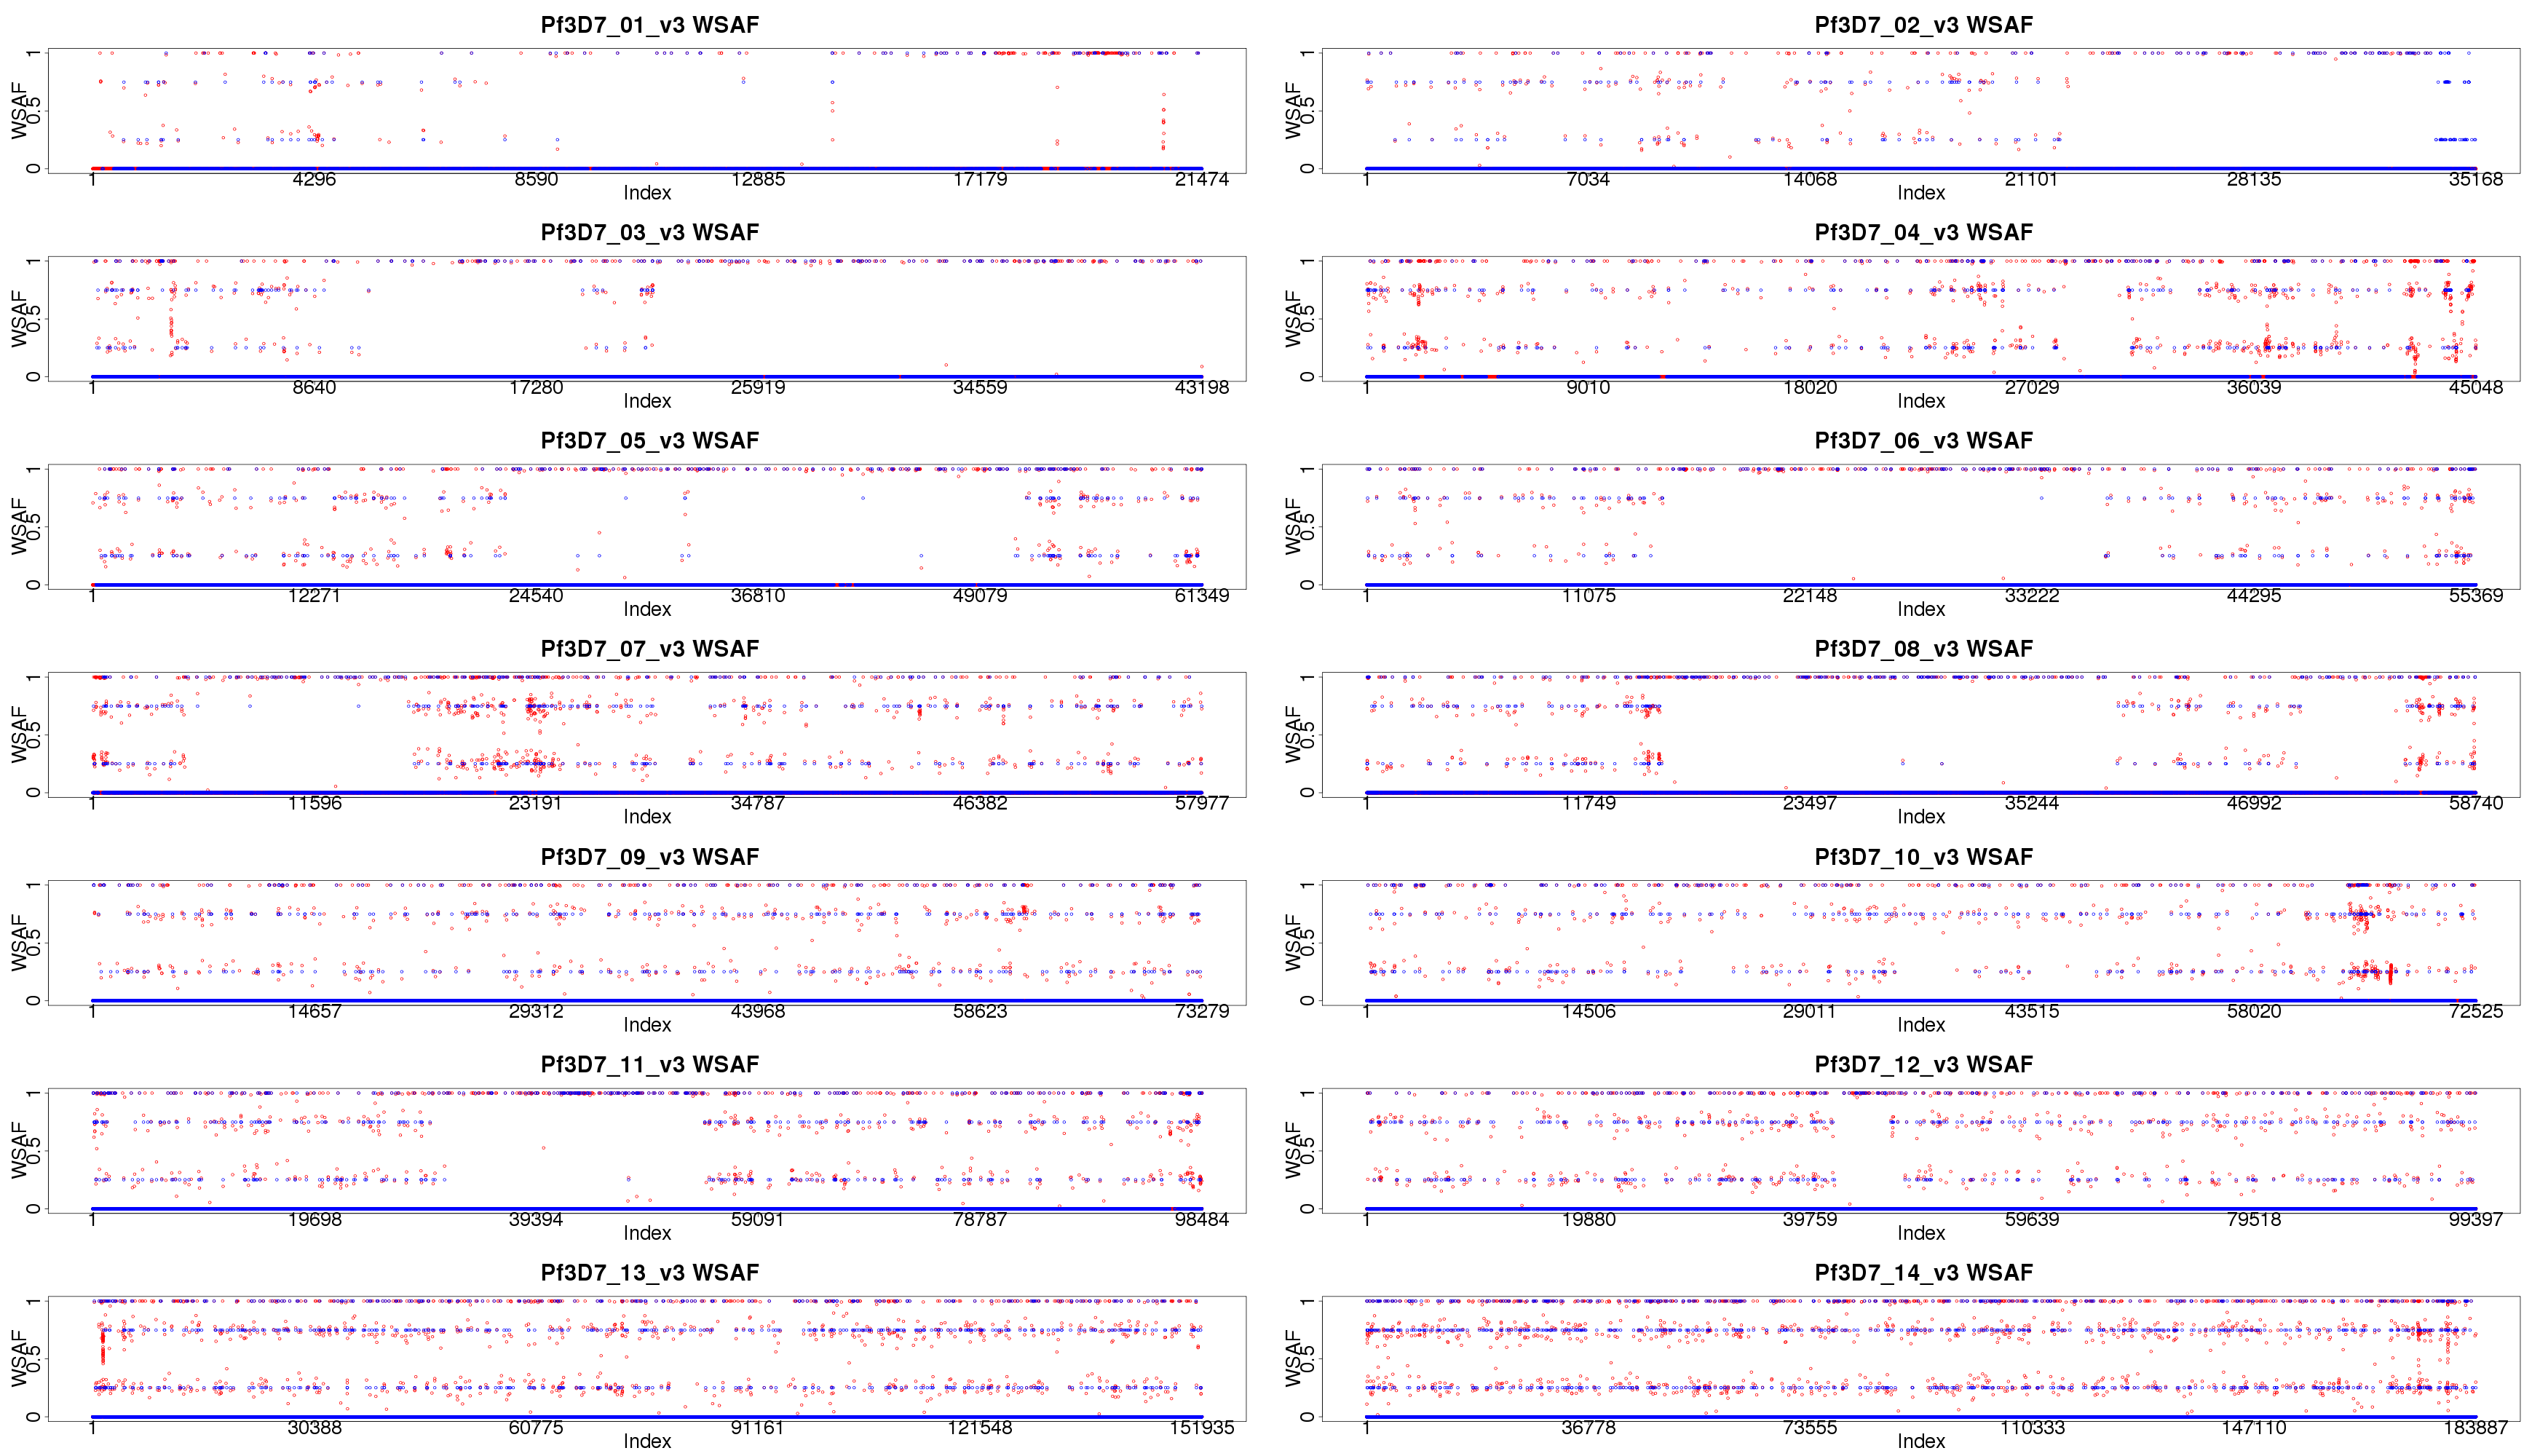 Pf3D7_01_v3 WSAF
WSAF
0 0.5 1
1 4296 8590 12885 17179 21474
Index
Pf3D7_02_v3 WSAF
WSAF
0 0.5 1
1 7034 14068 21101 28135 35168
Index
Pf3D7_03_v3 WSAF
WSAF
0 0.5 1
1 8640 17280 25919 34559 43198
Index
Pf3D7_04_v3 WSAF
WSAF
0 0.5 1
1 9010 18020 27029 36039 45048
Index
Pf3D7_05_v3 WSAF
WSAF
0 0.5 1
1 12271 24540 36810 49079 61349
Index
Pf3D7_06_v3 WSAF
WSAF
0 0.5 1
1 11075 22148 33222 44295 55369
Index
Pf3D7_07_v3 WSAF
WSAF
0 0.5 1
1 11596 23191 34787 46382 57977
Index
Pf3D7_08_v3 WSAF
WSAF
0 0.5 1
1 11749 23497 35244 46992 58740
Index
Pf3D7_09_v3 WSAF
WSAF
0 0.5 1
1 14657 29312 43968 58623 73279
Index
Pf3D7_10_v3 WSAF
WSAF
0 0.5 1
1 14506 29011 43515 58020 72525
Index
Pf3D7_11_v3 WSAF
WSAF
0 0.5 1
1 19698 39394 59091 78787 98484
Index
Pf3D7_12_v3 WSAF
WSAF
0 0.5 1
1 19880 39759 59639 79518 99397
Index
Pf3D7_13_v3 WSAF
WSAF
0 0.5 1
1 30388 60775 91161 121548 151935
Index
Pf3D7_14_v3 WSAF
WSAF
0 0.5 1
1 36778 73555 110333 147110 183887
Index